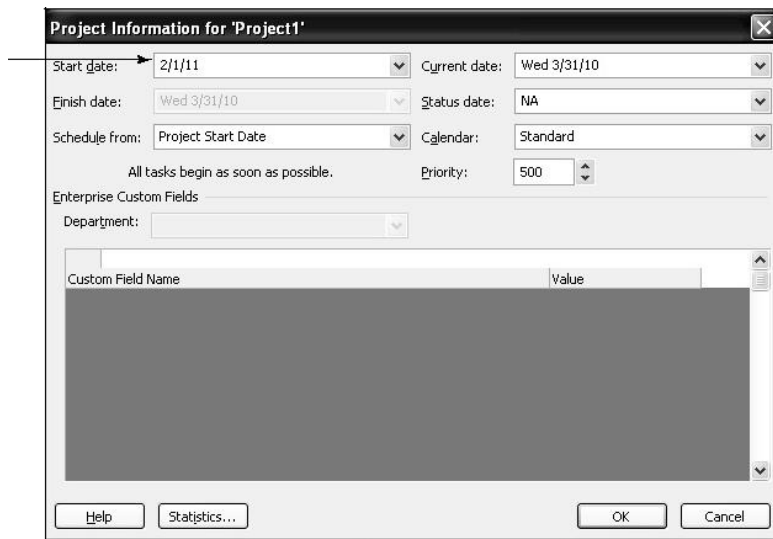 Project Information for 'Project1'
Start date: 2/1/11 Current date: Wed 3/31/10
Finish date: Wed 3/31/10 Status date: NA
Schedule from: Project Start Date Calendar: Standard
All tasks begin as soon as possible. Priority: 500
Enterprise Custom Fields
Department:
Custom Field Name Value
Help Statistics... OK Cancel